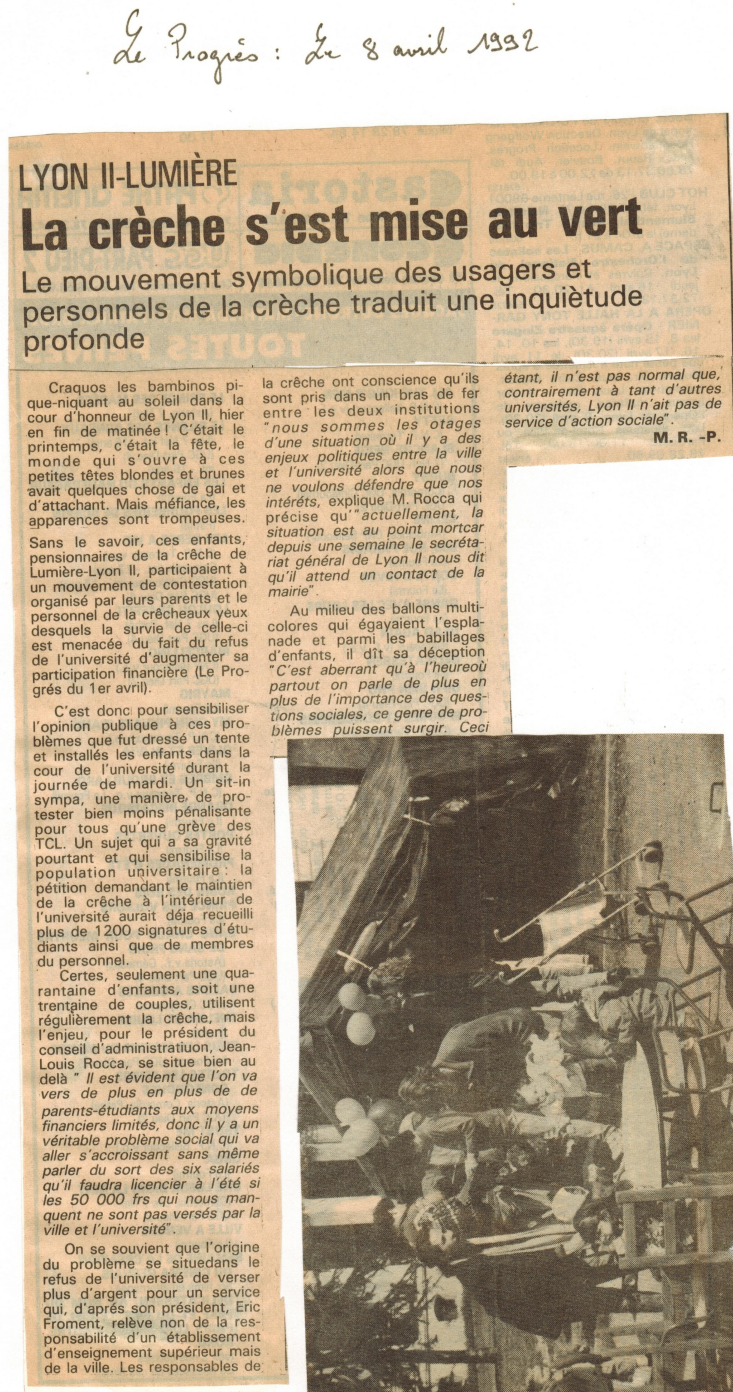 Le Progrès : Le 8 avril 1992
LYON II-LUMIÈRE
La crèche s'est mise au vert
Le mouvement symbolique des usagers et
personnels de la crèche traduit une inquiètude
profonde
Craquos les bambinos pi-
que-niquant au soleil dans la
cour d'honneur de Lyon II, hier
en fin de matinée ! C'était le
printemps, c'était la fête, le
monde qui s'ouvre à ces
petites têtes blondes et brunes
avait quelques chose de gai et
d'attachant. Mais méfiance, les
apparences sont trompeuses.
Sans le savoir, ces enfants,
pensionnaires de la crêche de
Lumière-Lyon II, participaient à
un mouvement de contestation
organisé par leurs parents et le
personnel de la crêcheaux yeux
desquels la survie de celle-ci
est menacée du fait du refus
de l'université d'augmenter sa
participation financière (Le Pro-
grés du 1er avril).
C'est donc pour sensibiliser
l'opinion publique à ces pro-
blèmes que fut dressé un tente
et installés les enfants dans la
cour de l'université durant la
journée de mardi. Un sit-in
sympa, une manière de pro-
tester bien moins pénalisante
pour tous qu'une grève des
TCL. Un sujet qui a sa gravité
pourtant et qui sensibilise la
population universitaire : la
pétition demandant le maintien
de la crêche à l'intérieur de
l'université aurait déja recueilli
plus de 1200 signatures d'étu-
diants ainsi que de membres
du personnel.
Certes, seulement une qua-
rantaine d'enfants, soit une
trentaine de couples, utilisent
régulièrement la crêche, mais
l'enjeu, pour le président du
conseil d'administratiuon, Jean-
Louis Rocca, se situe bien au
delà " Il est évident que l'on va
vers de plus en plus de de
parents-étudiants aux moyens
financiers limités, donc il y a un
véritable problème social qui va
aller s'accroissant sans même
parler du sort des six salariés
qu'il faudra licencier à l'été si
les 50 000 frs qui nous man-
quent ne sont pas versés par la
ville et l'université".
On se souvient que l'origine
du problème se situedans le
refus de l'université de verser
plus d'argent pour un service
qui, d'aprés son président, Eric
Froment, relève non de la res-
ponsabilité d'un établissement
d'enseignement supérieur mais
de la ville. Les responsables de
la crêche ont conscience qu'ils
sont pris dans un bras de fer
entre les deux institutions
"nous sommes les otages
d'une situation où il y a des
enjeux politiques entre la ville
et l'université alors que nous
ne voulons défendre que nos
intéréts, explique M. Rocca qui
précise qu'"actuellement, la
situation est au point mortcar
depuis une semaine le secréta-
riat général de Lyon II nous dit
qu'il attend un contact de la
mairie".
Au milieu des ballons multi-
colores qui égayaient l'espla-
nade et parmi les babillages
d'enfants, il dît sa déception
"C'est aberrant qu'à l'heureoù
partout on parle de plus en
plus de l'importance des ques-
tions sociales, ce genre de pro-
blèmes puissent surgir. Ceci
étant, il n'est pas normal que,
contrairement à tant d'autres
universités, Lyon II n'ait pas de
service d'action sociale".
M. R. -P.